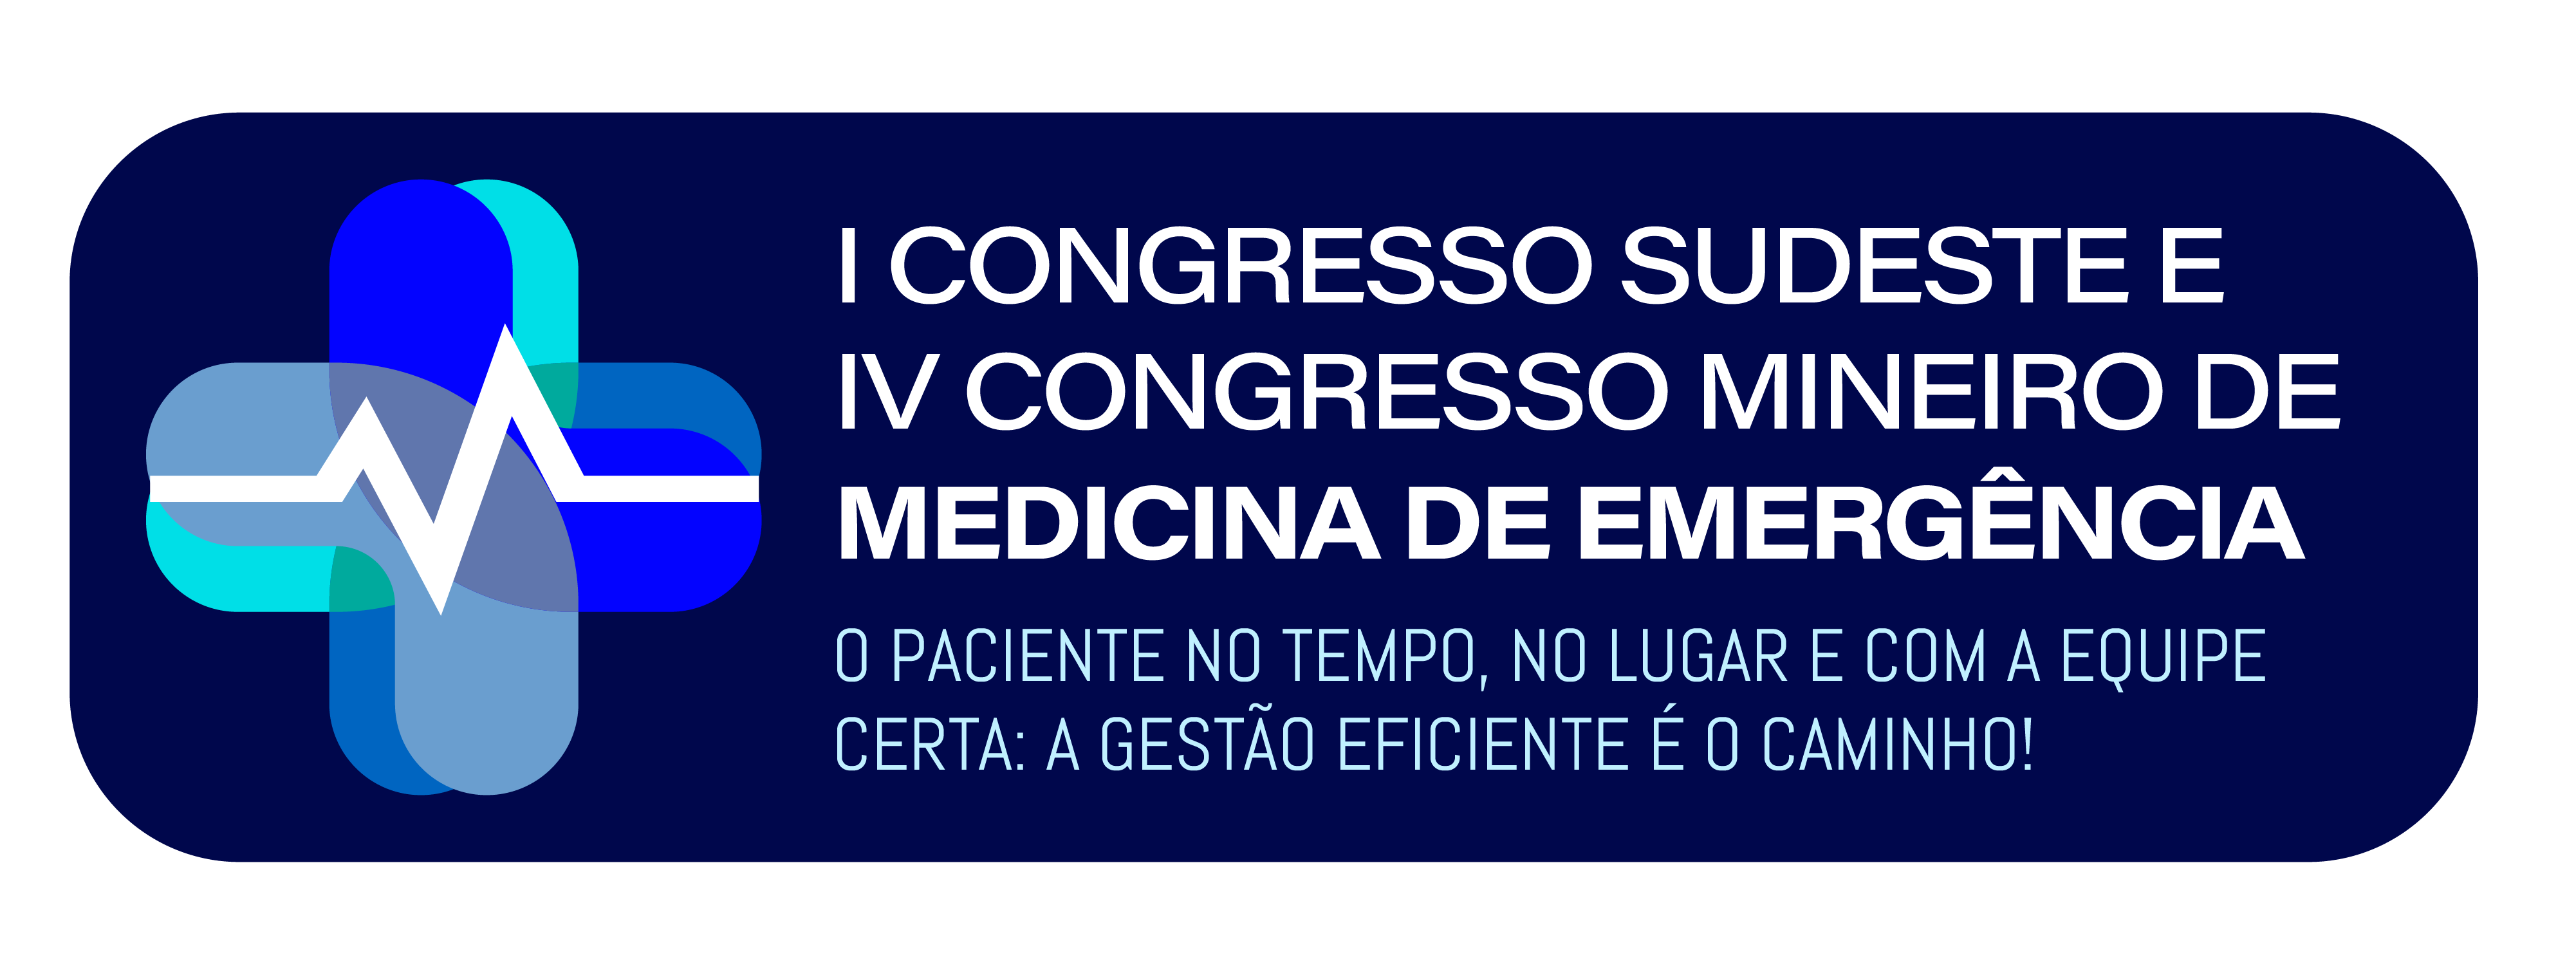 I CONGRESSO SUDESTE E
IV CONGRESSO MINEIRO DE
MEDICINA DE EMERGÊNCIA
O PACIENTE NO TEMPO, NO LUGAR E COM A EQUIPE
CERTA: A GESTÃO EFICIENTE É O CAMINHO!